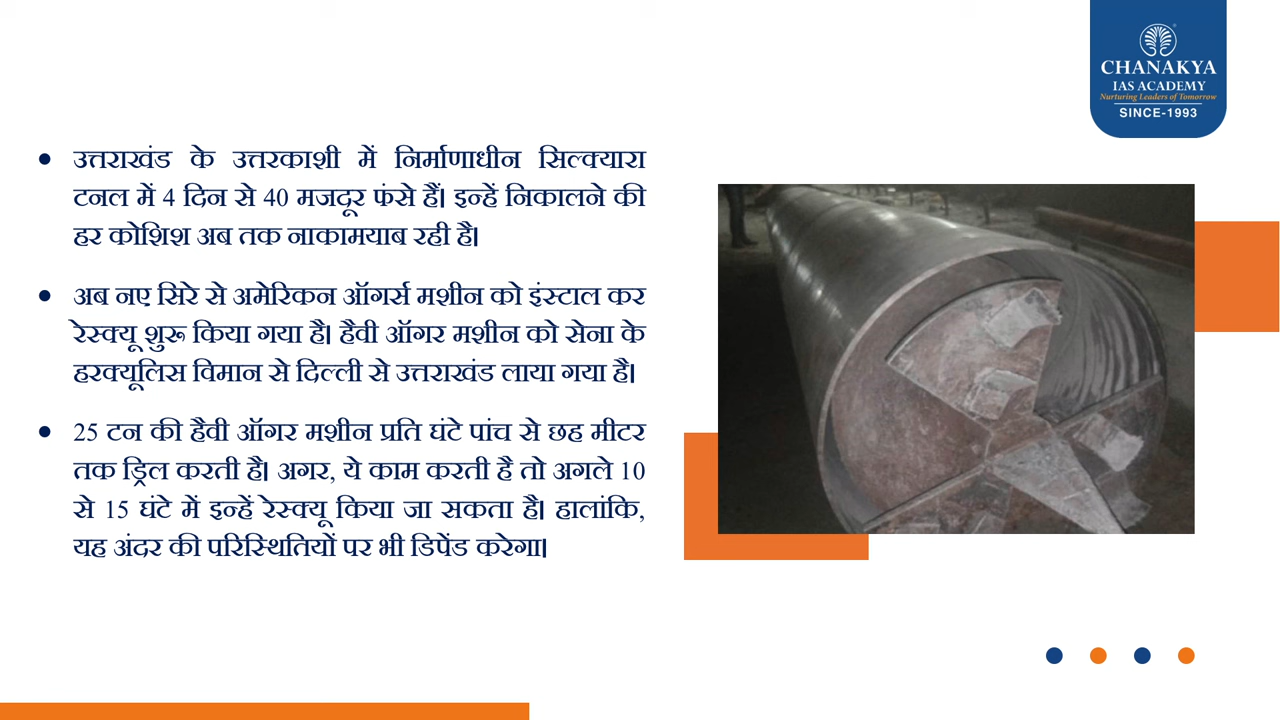 CHANAKYA
IAS ACADEMY
Nurturing Leaders of Tomorrow
SINCE-1993
• उत्तराखंड के उत्तरकाशी में निर्माणाधीन सिल्क्यारा
टनल में 4 दिन से 40 मजदूर फंसे हैं। इन्हें निकालने की
हर कोशिश अब तक नाकामयाब रही है।
• अब नए सिरे से अमेरिकन ऑगर्स मशीन को इंस्टाल कर
रेस्क्यू शुरू किया गया है। हैवी ऑगर मशीन को सेना के
हरक्यूलिस विमान से दिल्ली से उत्तराखंड लाया गया है।
• 25 टन की हैवी ऑगर मशीन प्रति घंटे पांच से छह मीटर
तक ड्रिल करती है। अगर, ये काम करती है तो अगले 10
से 15 घंटे में इन्हें रेस्क्यू किया जा सकता है। हालांकि,
यह अंदर की परिस्थितियों पर भी डिपेंड करेगा।